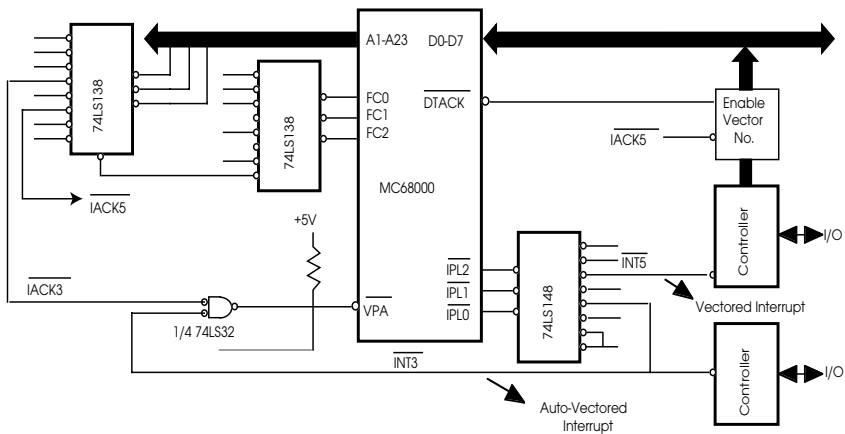 A1-A23
D0-D7
74LS138
74LS138
FC0
FC1
FC2
DTACK
Enable
Vector
No.
IACK5
IACK5
MC68000
+5V
Controller
I/O
IPL2
IPL1
IPL0
INT5
74LS148
IACK3
VPA
Vectored Interrupt
1/4 74LS32
INT3
Controller
I/O
Auto-Vectored
Interrupt